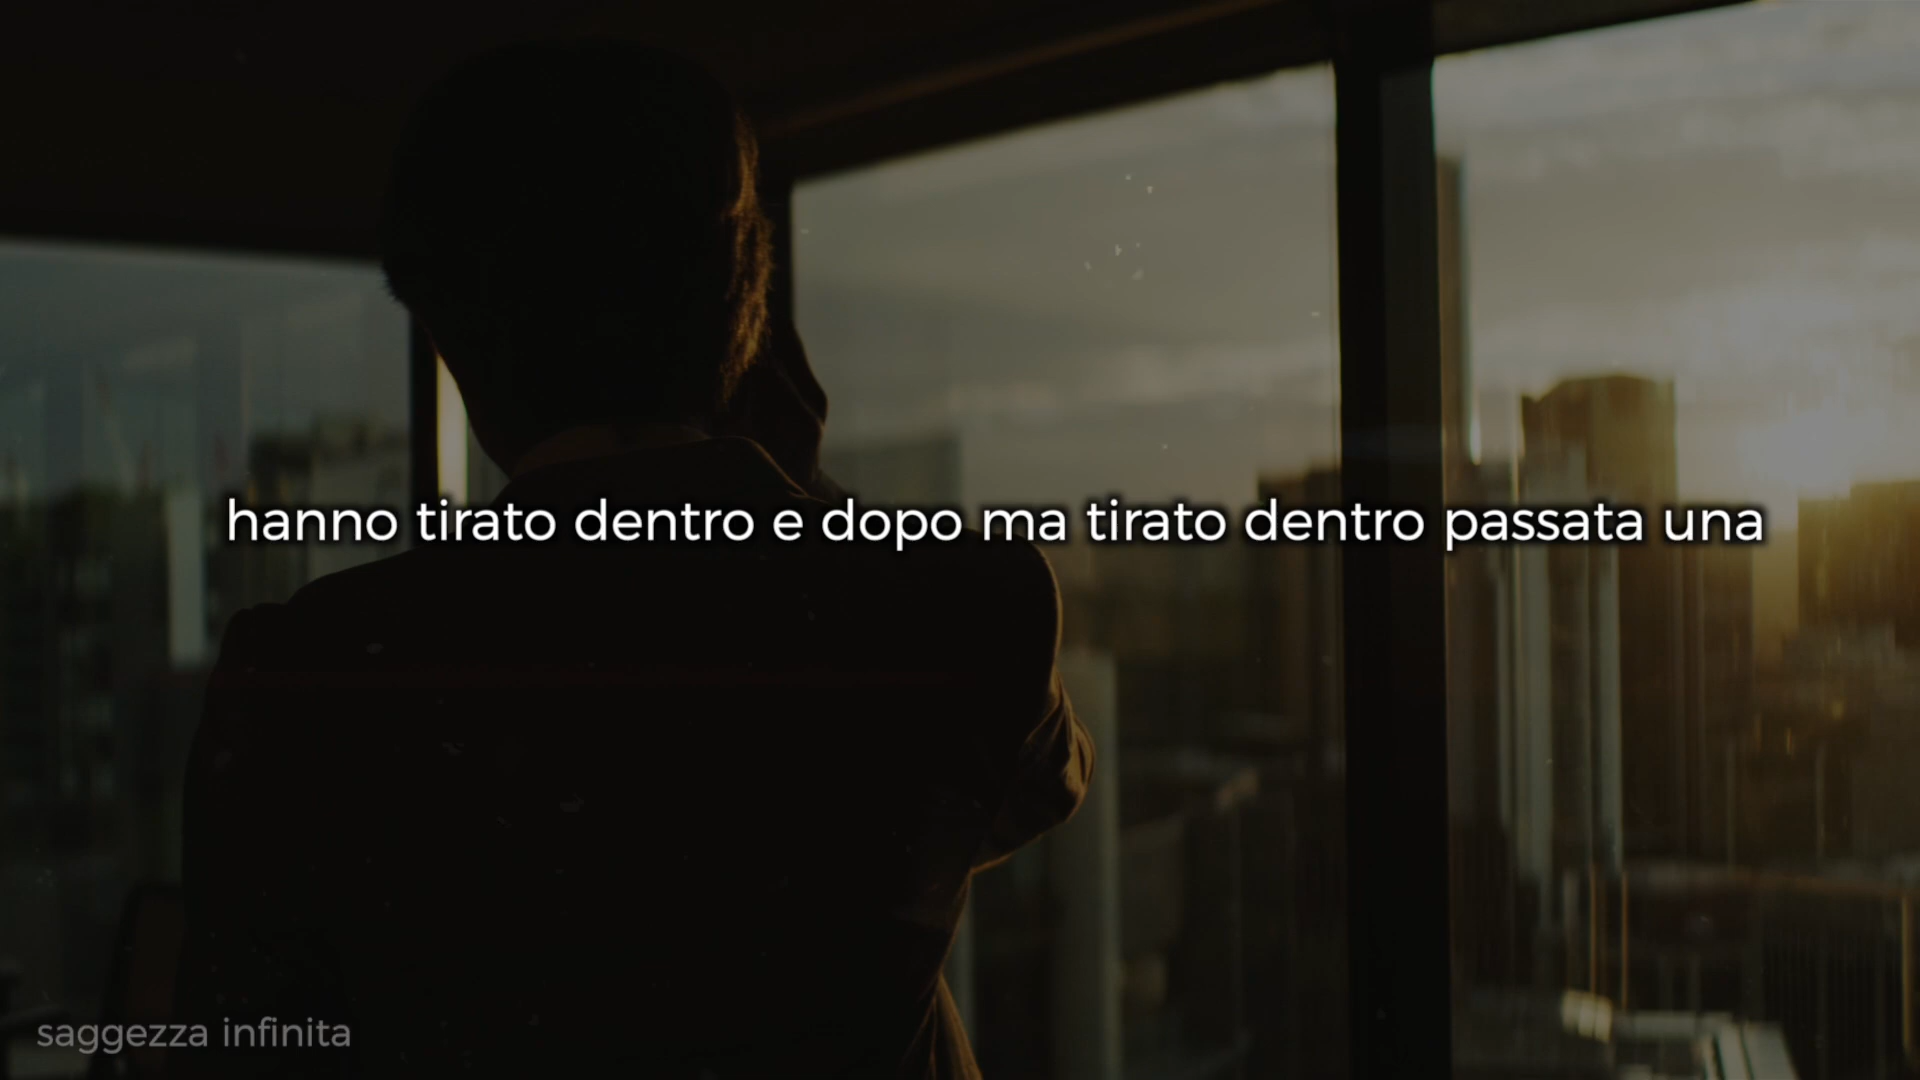 hanno tirato dentro e dopo ma tirato dentro passata una
saggezza infinita